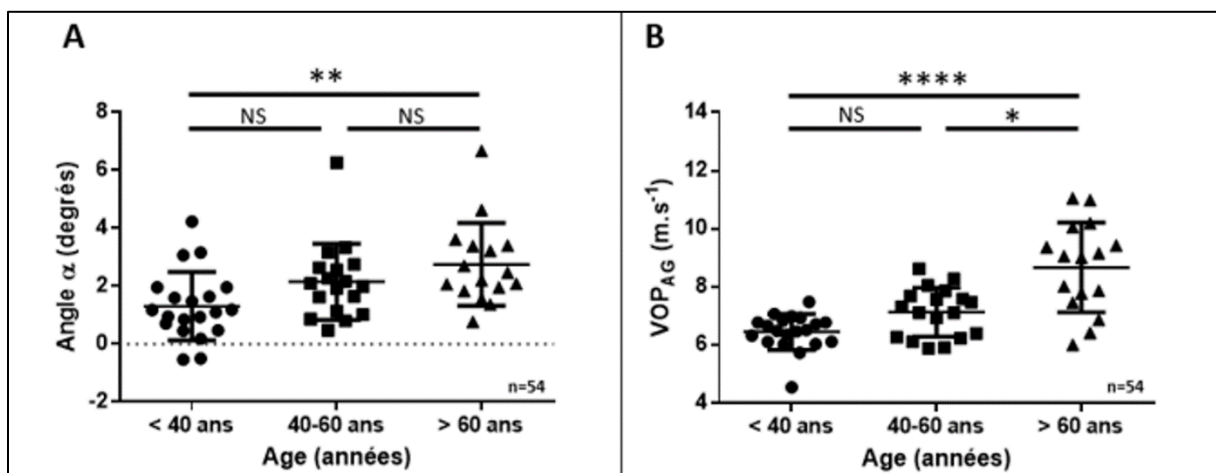 A
**
NS NS
8
6
4
2
0
-2
Angle α (degrés)
n=54
< 40 ans 40-60 ans > 60 ans
Age (années)
B
****
NS *
14
12
10
8
6
4
VOPAG (m.s-1)
n=54
< 40 ans 40-60 ans > 60 ans
Age (années)